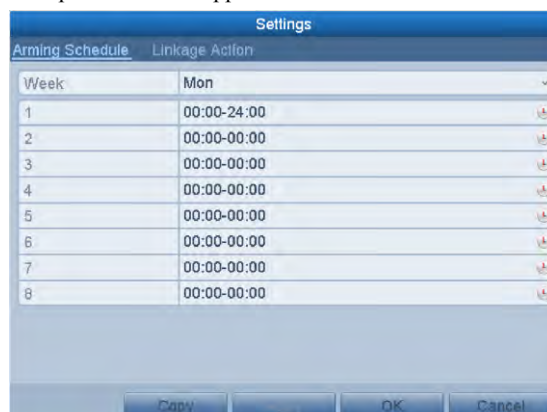 Settings
Arming Schedule Linkage Action
Week Mon
1 00:00-24:00
2 00:00-00:00
3 00:00-00:00
4 00:00-00:00
5 00:00-00:00
6 00:00-00:00
7 00:00-00:00
8 00:00-00:00
Copy OK Cancel